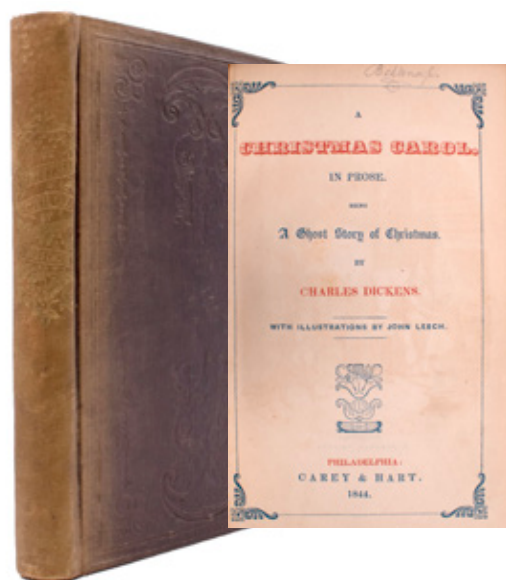 A
CHRISTMAS CAROL.
IN PROSE.
BEING
A Ghost Story of Christmas.
BY
CHARLES DICKENS.
WITH ILLUSTRATIONS BY JOHN LEECH.
PHILADELPHIA:
CAREY & HART.
1844.